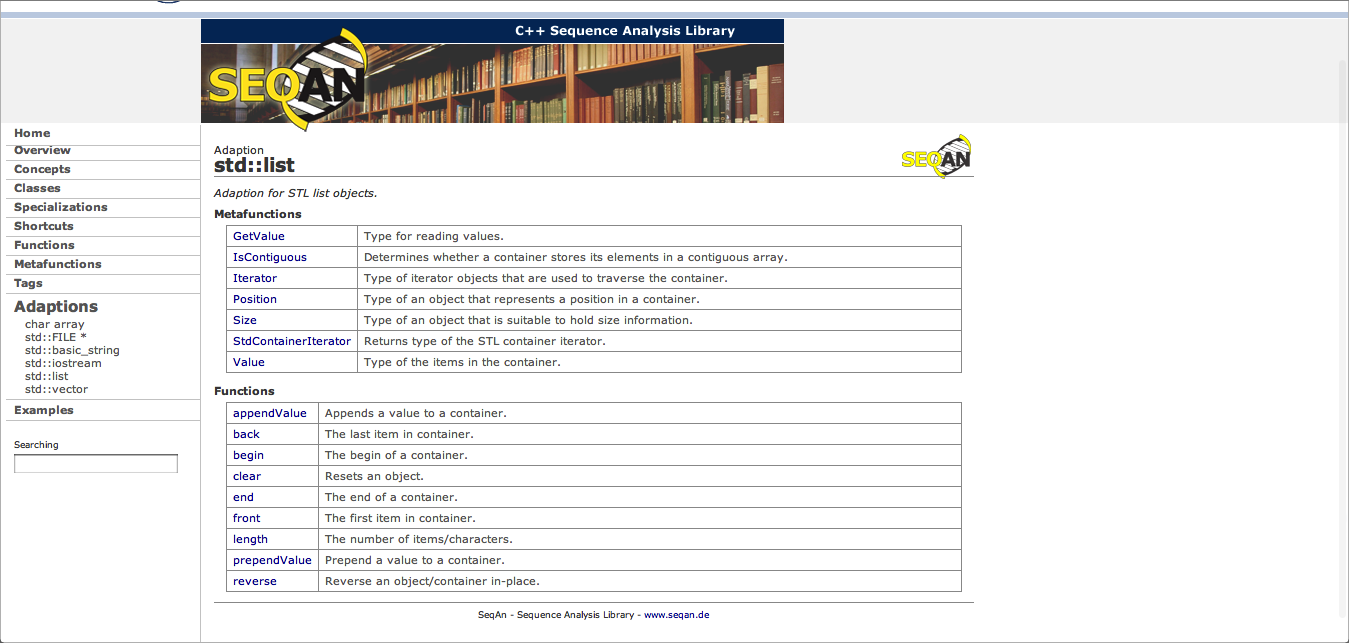 C++ Sequence Analysis Library
SEQAN
Home
Overview
Concepts
Classes
Specializations
Shortcuts
Functions
Metafunctions
Tags
Adaptions
char array
std::FILE *
std::basic_string
std::iostream
std::list
std::vector
Examples
Searching
Adaption
std::list
SEQAN
Adaption for STL list objects.
Metafunctions
GetValue Type for reading values.
IsContiguous Determines whether a container stores its elements in a contiguous array.
Iterator Type of iterator objects that are used to traverse the container.
Position Type of an object that represents a position in a container.
Size Type of an object that is suitable to hold size information.
StdContainerIterator Returns type of the STL container iterator.
Value Type of the items in the container.
Functions
appendValue Appends a value to a container.
back The last item in container.
begin The begin of a container.
clear Resets an object.
end The end of a container.
front The first item in container.
length The number of items/characters.
prependValue Prepend a value to a container.
reverse Reverse an object/container in-place.
SeqAn - Sequence Analysis Library - www.seqan.de